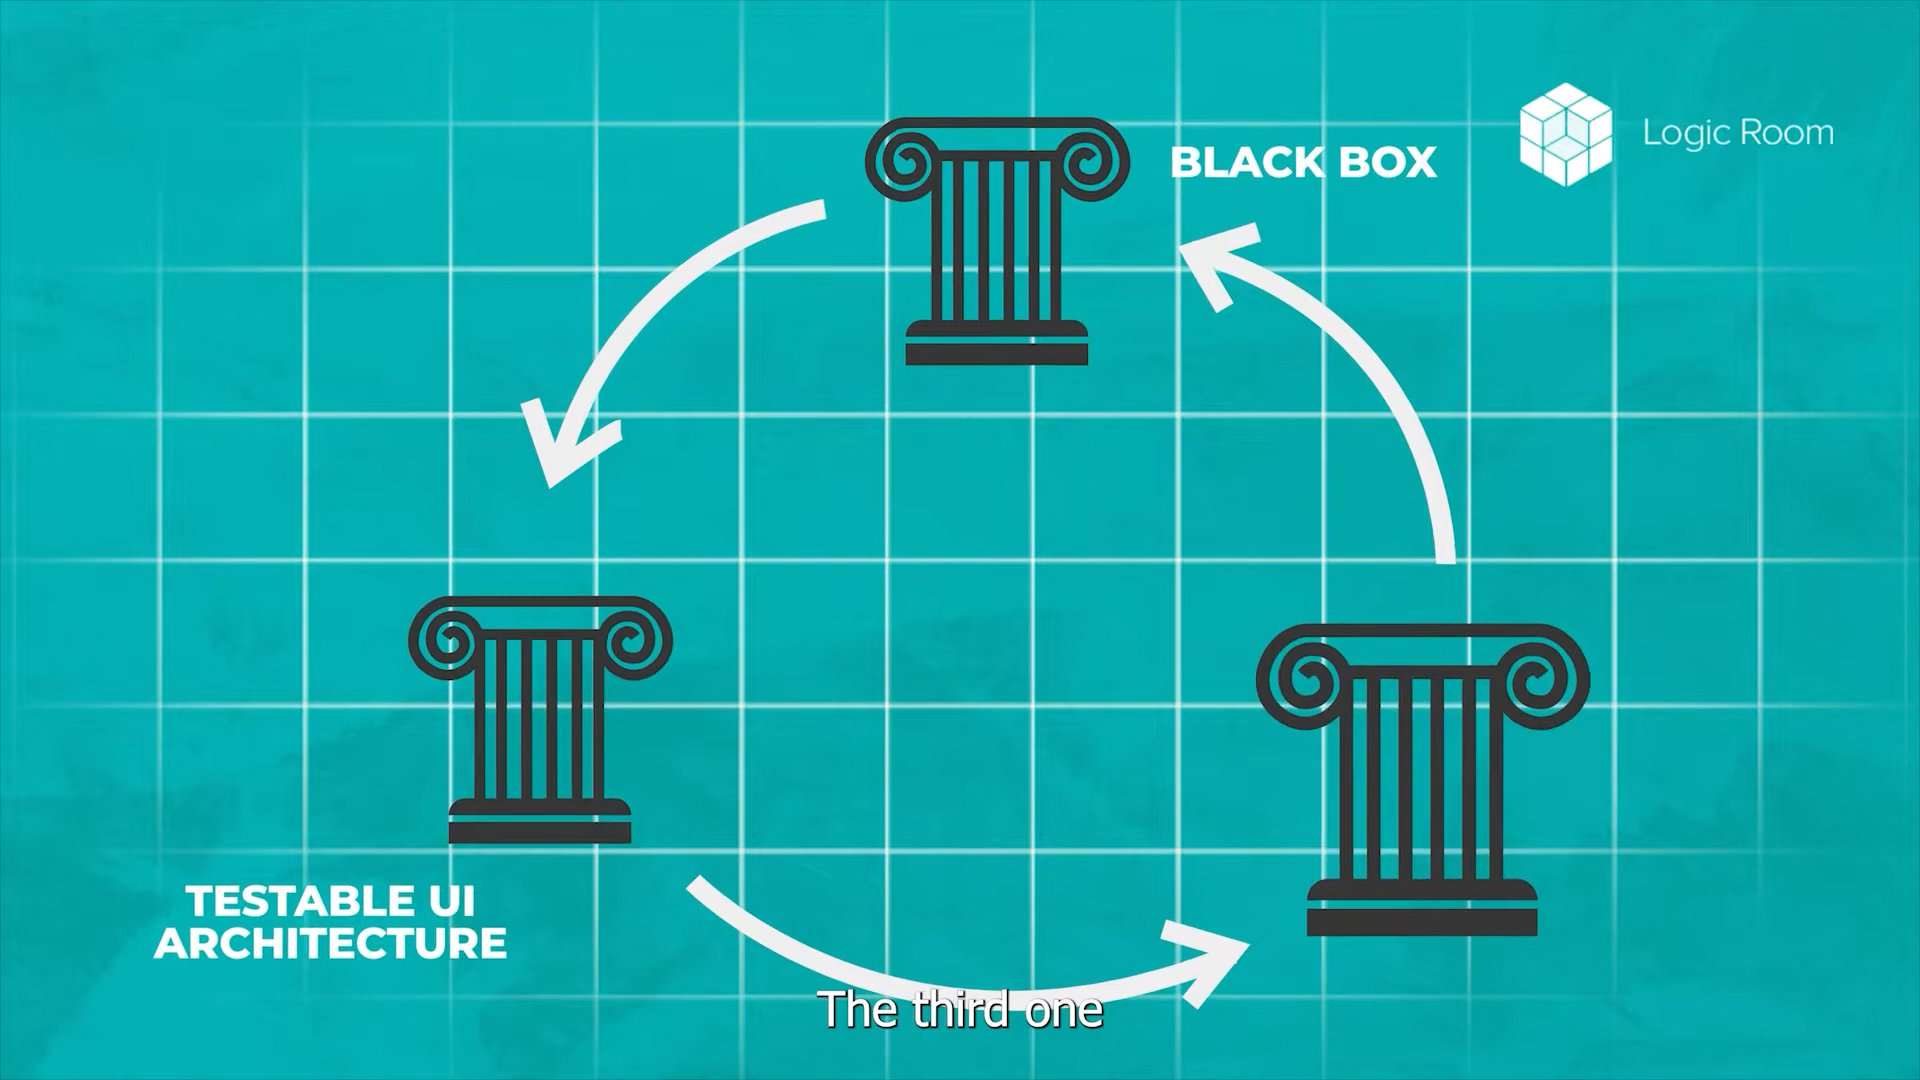 BLACK BOX
Logic Room
TESTABLE UI
ARCHITECTURE
The third one